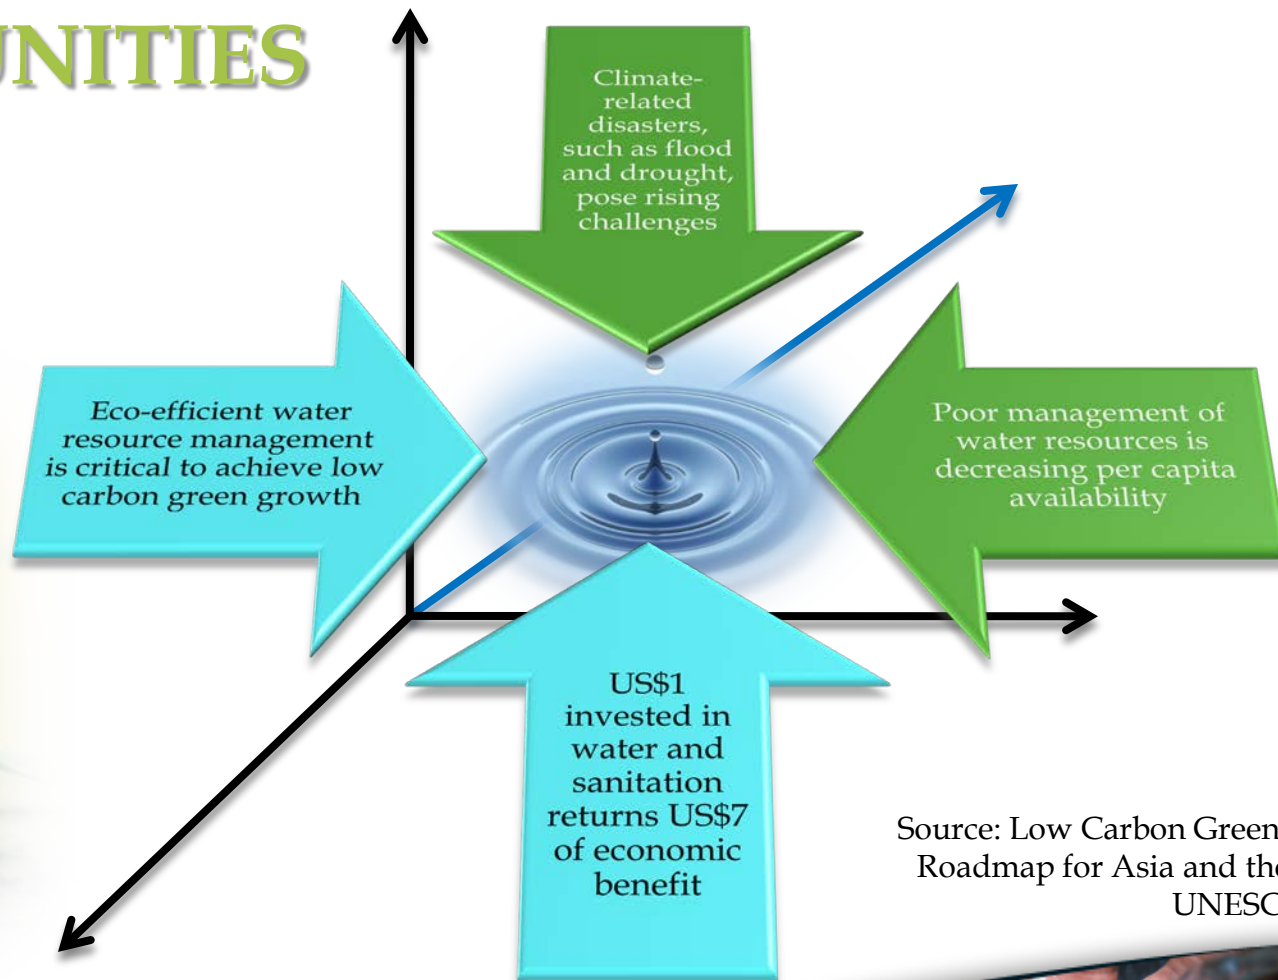 UNITIES
Climate-
related
disasters,
such as flood
and drought,
pose rising
challenges
Eco-efficient water
resource management
is critical to achieve low
carbon green growth
Poor management of
water resources is
decreasing per capita
availability
US$1
invested in
water and
sanitation
returns US$7
of economic
benefit
Source: Low Carbon Green
Roadmap for Asia and the
UNESC